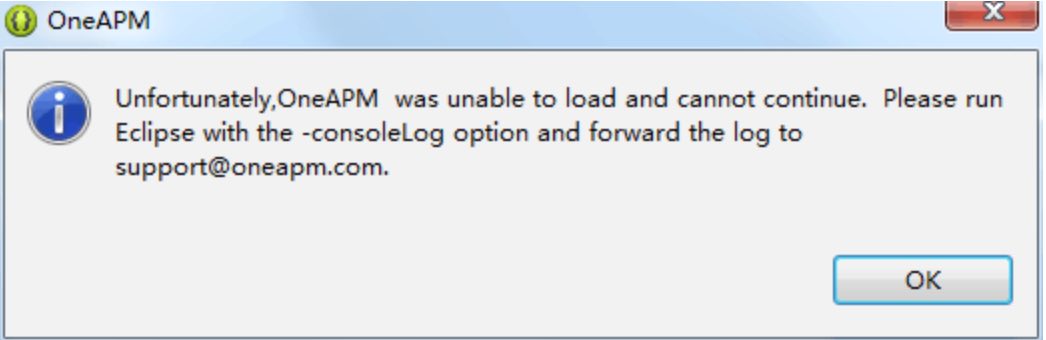 OneAPM
Unfortunately,OneAPM  was unable to load and cannot continue.  Please run
Eclipse with the -consoleLog option and forward the log to
support@oneapm.com.
OK